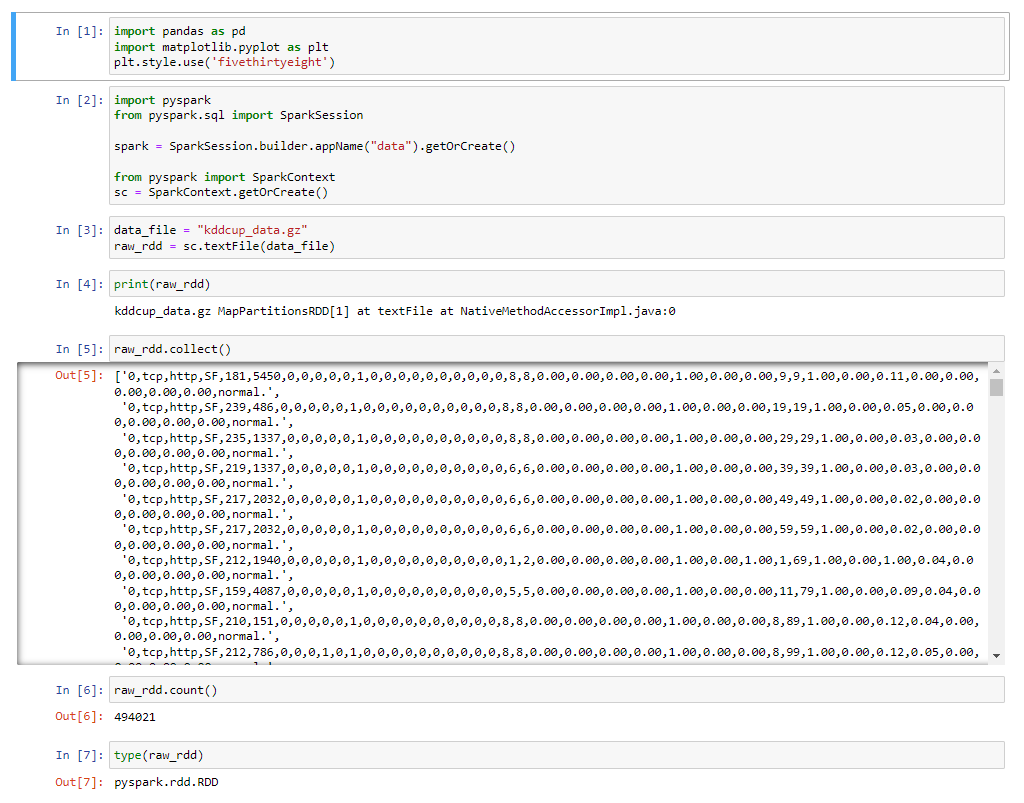 In [1]: import pandas as pd
import matplotlib.pyplot as plt
plt.style.use('fivethirtyeight')
In [2]: import pyspark
from pyspark.sql import SparkSession
spark = SparkSession.builder.appName("data").getOrCreate()
from pyspark import SparkContext
sc = SparkContext.getOrCreate()
In [3]: data_file = "kddcup_data.gz"
raw_rdd = sc.textFile(data_file)
In [4]: print(raw_rdd)
kddcup_data.gz MapPartitionsRDD[1] at textFile at NativeMethodAccessorImpl.java:0
In [5]: raw_rdd.collect()
Out[5]: ['0,tcp,http,SF,181,5450,0,0,0,0,0,1,0,0,0,0,0,0,0,0,0,0,8,8,0.00,0.00,0.00,0.00,1.00,0.00,0.00,9,9,1.00,0.00,0.11,0.00,0.00,
0.00,0.00,0.00,normal.',
'0,tcp,http,SF,239,486,0,0,0,0,0,1,0,0,0,0,0,0,0,0,0,0,8,8,0.00,0.00,0.00,0.00,1.00,0.00,0.00,19,19,1.00,0.00,0.05,0.00,0.0
0,0.00,0.00,0.00,normal.',
'0,tcp,http,SF,235,1337,0,0,0,0,0,1,0,0,0,0,0,0,0,0,0,0,8,8,0.00,0.00,0.00,0.00,1.00,0.00,0.00,29,29,1.00,0.00,0.03,0.00,0.0
0,0.00,0.00,0.00,normal.',
'0,tcp,http,SF,219,1337,0,0,0,0,0,1,0,0,0,0,0,0,0,0,0,0,6,6,0.00,0.00,0.00,0.00,1.00,0.00,0.00,39,39,1.00,0.00,0.03,0.00,0.0
0,0.00,0.00,0.00,normal.',
'0,tcp,http,SF,217,2032,0,0,0,0,0,1,0,0,0,0,0,0,0,0,0,0,6,6,0.00,0.00,0.00,0.00,1.00,0.00,0.00,49,49,1.00,0.00,0.02,0.00,0.0
0,0.00,0.00,0.00,normal.',
'0,tcp,http,SF,217,2032,0,0,0,0,0,1,0,0,0,0,0,0,0,0,0,0,6,6,0.00,0.00,0.00,0.00,1.00,0.00,0.00,59,59,1.00,0.00,0.02,0.00,0.0
0,0.00,0.00,0.00,normal.',
'0,tcp,http,SF,212,1940,0,0,0,0,0,1,0,0,0,0,0,0,0,0,0,0,1,2,0.00,0.00,0.00,0.00,1.00,0.00,1.00,1,69,1.00,0.00,1.00,0.04,0.0
0,0.00,0.00,0.00,normal.',
'0,tcp,http,SF,159,4087,0,0,0,0,0,1,0,0,0,0,0,0,0,0,0,0,5,5,0.00,0.00,0.00,0.00,1.00,0.00,0.00,11,79,1.00,0.00,0.09,0.04,0.0
0,0.00,0.00,0.00,normal.',
'0,tcp,http,SF,210,151,0,0,0,0,0,1,0,0,0,0,0,0,0,0,0,0,8,8,0.00,0.00,0.00,0.00,1.00,0.00,0.00,8,89,1.00,0.00,0.12,0.04,0.00,
0.00,0.00,0.00,normal.',
'0,tcp,http,SF,212,786,0,0,0,1,0,1,0,0,0,0,0,0,0,0,0,0,8,8,0.00,0.00,0.00,0.00,1.00,0.00,0.00,8,99,1.00,0.00,0.12,0.05,0.00,
In [6]: raw_rdd.count()
Out[6]: 494021
In [7]: type(raw_rdd)
Out[7]: pyspark.rdd.RDD